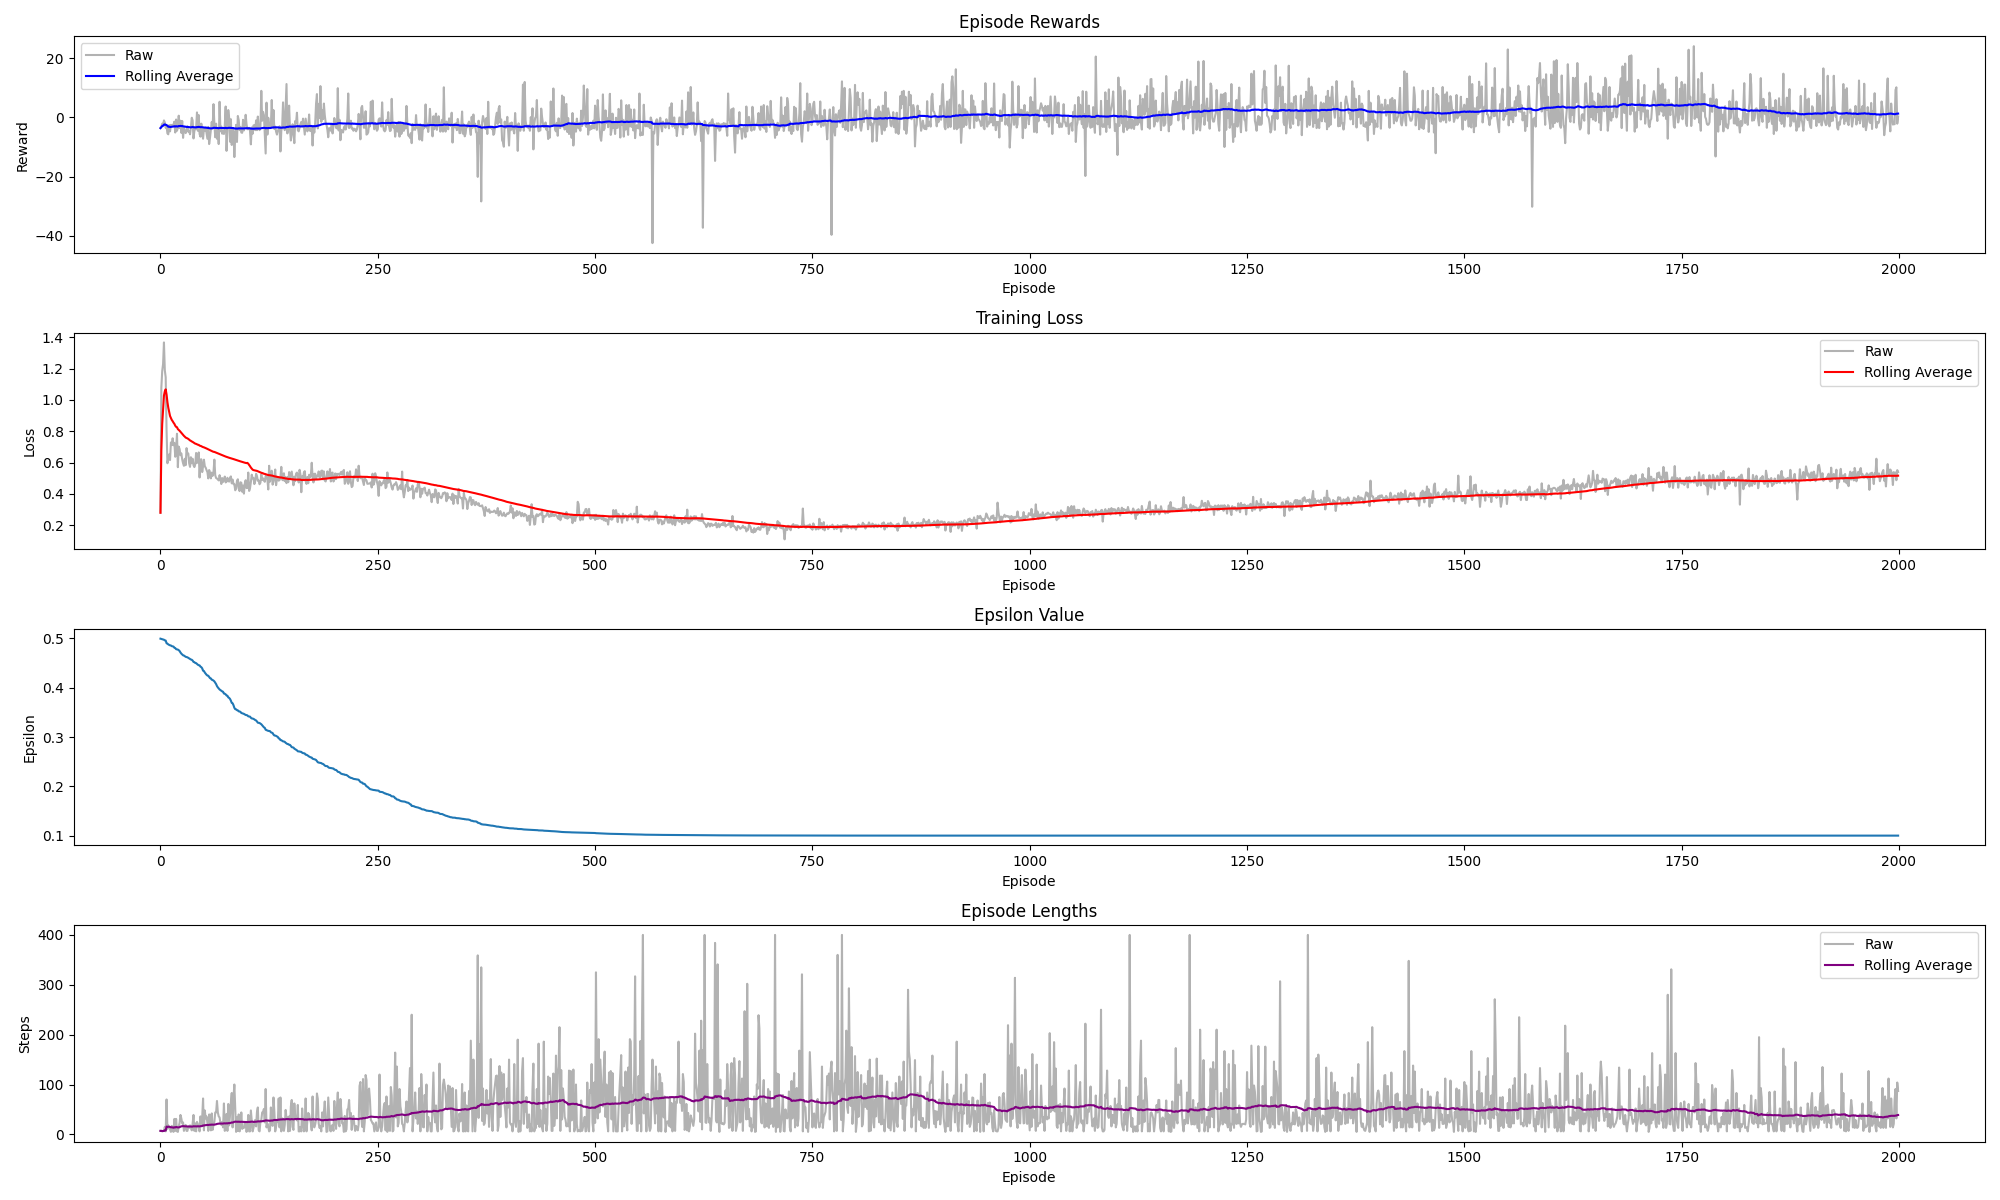 Episode Rewards
Raw
Rolling Average
20
0
−20
−40
Reward
0 250 500 750 1000 1250 1500 1750 2000
Episode
Training Loss
Raw
Rolling Average
1.4
1.2
1.0
0.8
0.6
0.4
0.2
Loss
0 250 500 750 1000 1250 1500 1750 2000
Episode
Epsilon Value
0.5
0.4
0.3
0.2
0.1
Epsilon
0 250 500 750 1000 1250 1500 1750 2000
Episode
Episode Lengths
Raw
Rolling Average
400
300
200
100
0
Steps
0 250 500 750 1000 1250 1500 1750 2000
Episode